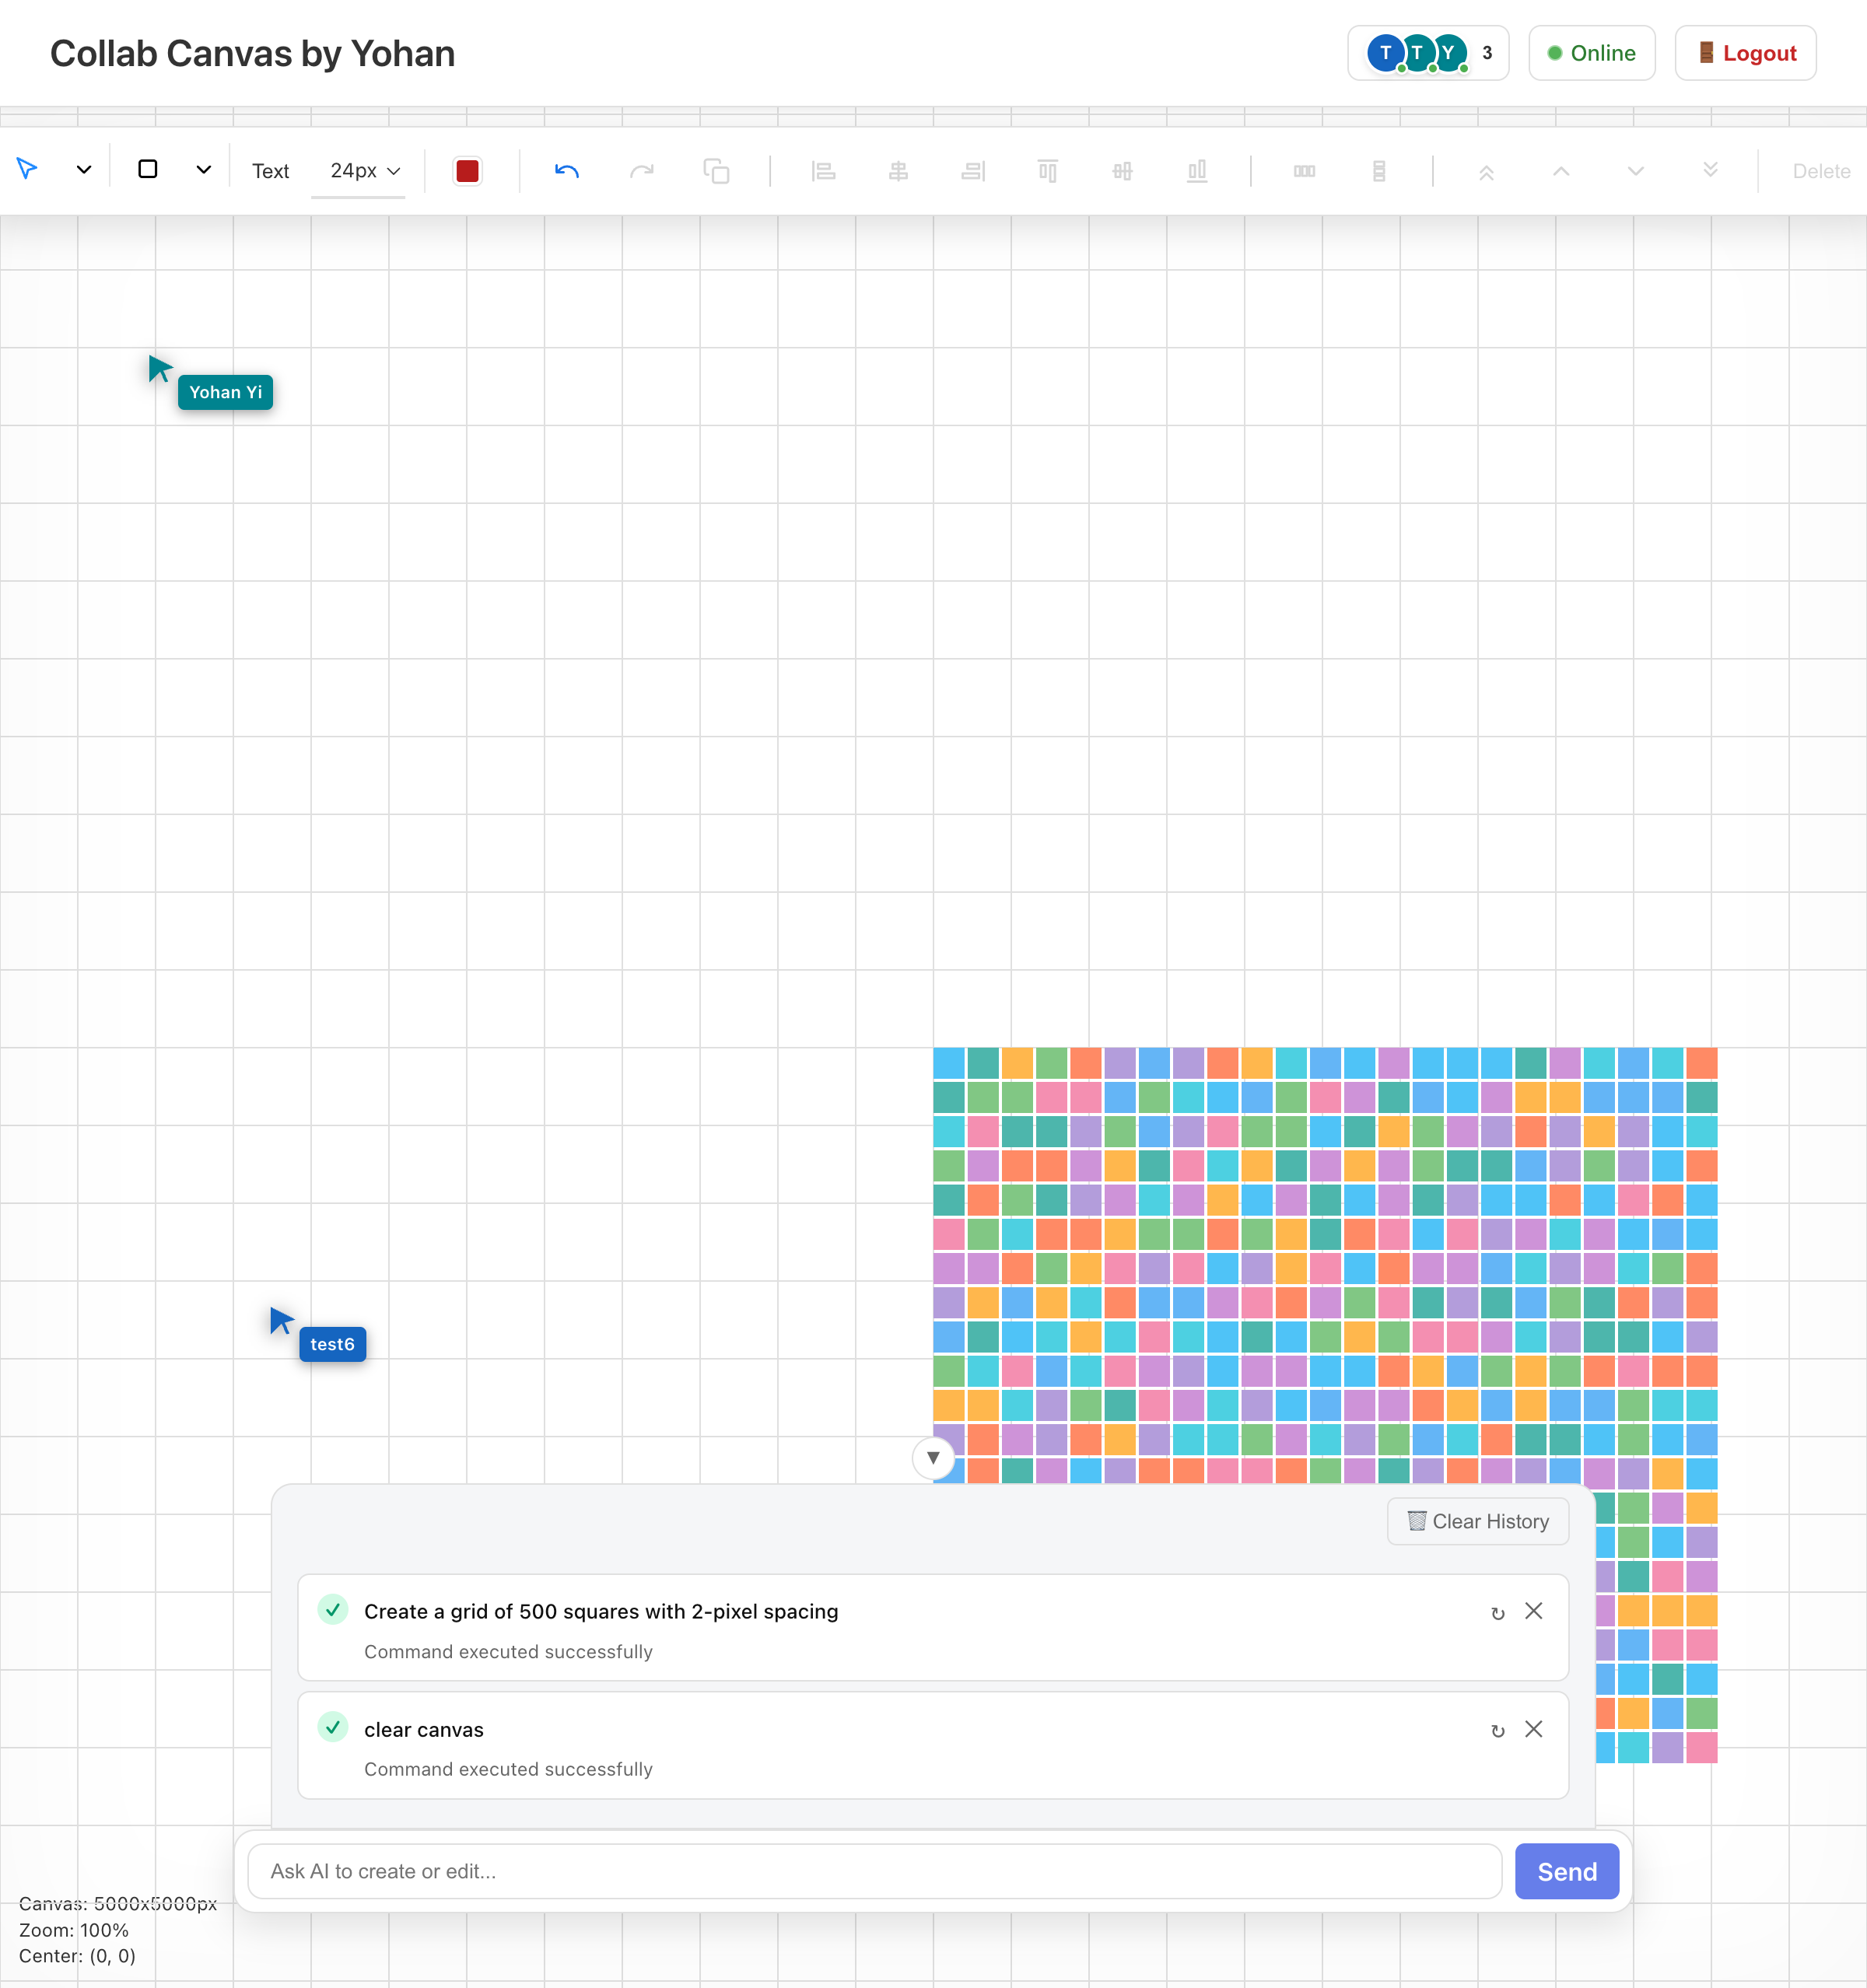 Collab Canvas by Yohan
T T Y 3
Online
Logout
Text
24px
Delete
Yohan Yi
test6
Clear History
Create a grid of 500 squares with 2-pixel spacing
Command executed successfully
clear canvas
Command executed successfully
Ask AI to create or edit...
Send
Canvas: 5000x5000px
Zoom: 100%
Center: (0, 0)